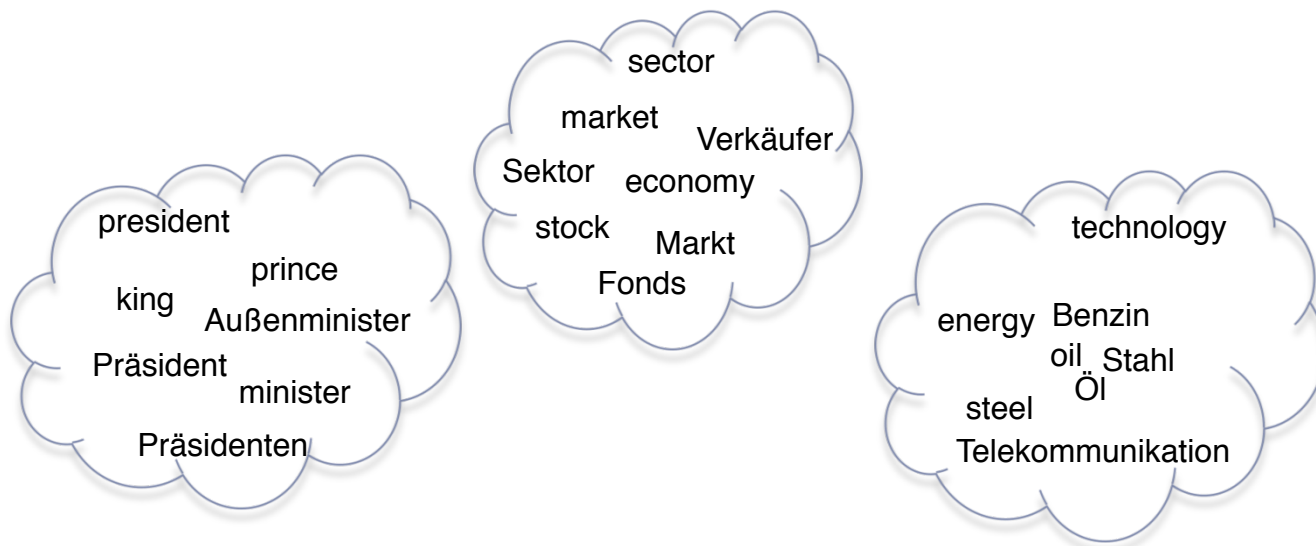 president
prince
king
Außenminister
Präsident
minister
Präsidenten
sector
market
Verkäufer
Sektor
economy
stock
Markt
Fonds
technology
energy
Benzin
oil
Stahl
Öl
steel
Telekommunikation